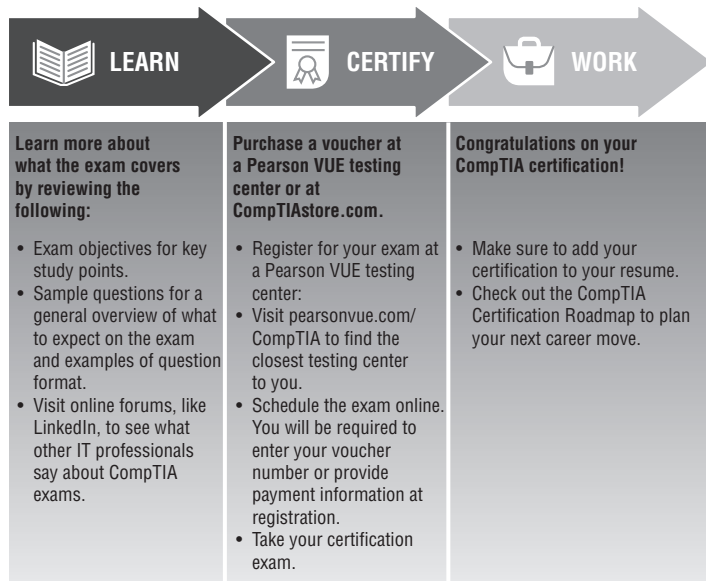 LEARN
CERTIFY
WORK
Learn more about
what the exam covers
by reviewing the
following:
• Exam objectives for key
study points.
• Sample questions for a
general overview of what
to expect on the exam
and examples of question
format.
• Visit online forums, like
LinkedIn, to see what
other IT professionals
say about CompTIA
exams.
Purchase a voucher at
a Pearson VUE testing
center or at
CompTIAstore.com.
• Register for your exam at
a Pearson VUE testing
center:
• Visit pearsonvue.com/
CompTIA to find the
closest testing center
to you.
• Schedule the exam online.
You will be required to
enter your voucher
number or provide
payment information at
registration.
• Take your certification
exam.
Congratulations on your
CompTIA certification!
• Make sure to add your
certification to your resume.
• Check out the CompTIA
Certification Roadmap to plan
your next career move.